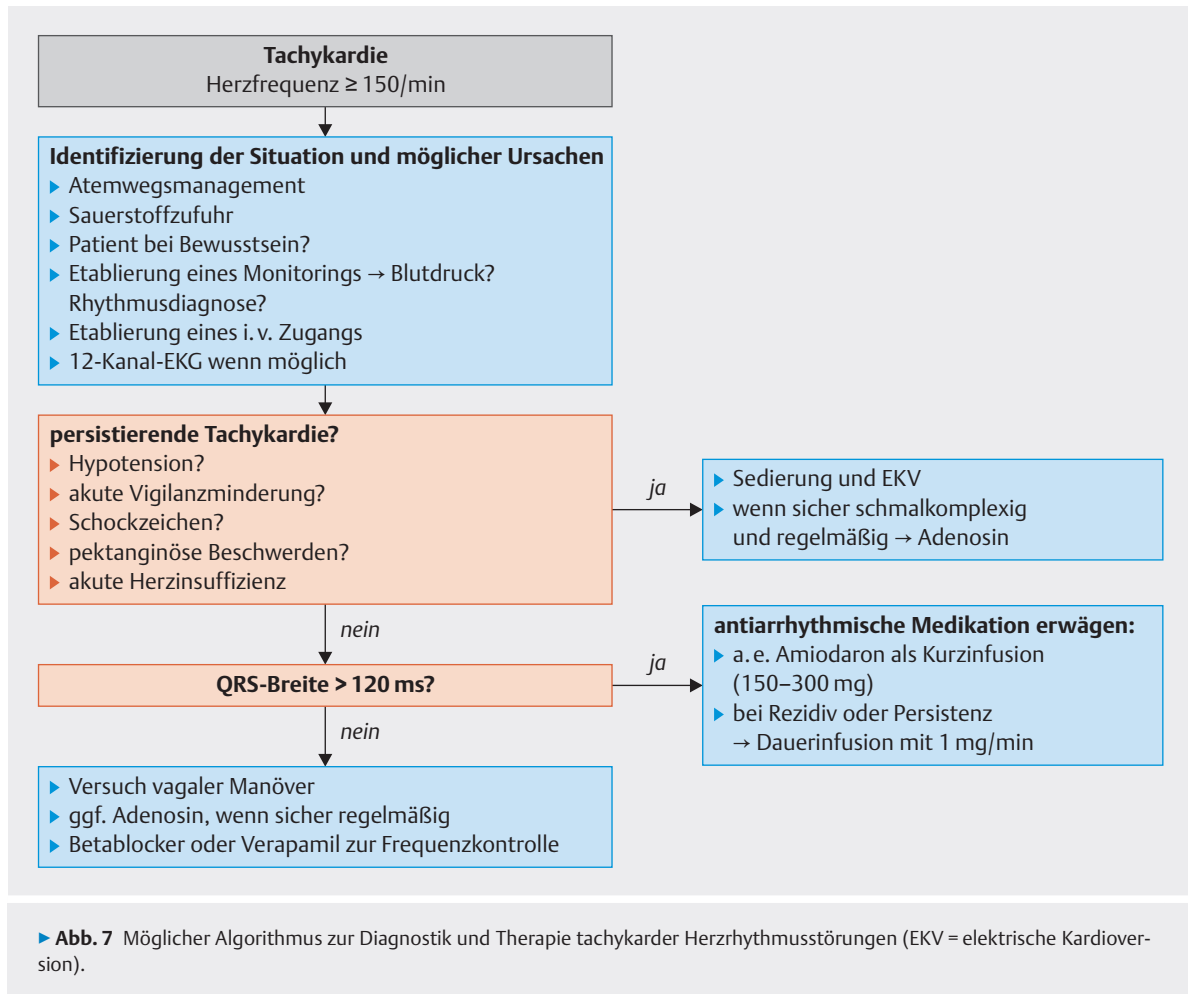 Tachykardie
Herzfrequenz ≥ 150/min
Identifizierung der Situation und möglicher Ursachen
▶ Atemwegsmanagement
▶ Sauerstoffzufuhr
▶ Patient bei Bewusstsein?
▶ Etablierung eines Monitorings → Blutdruck?
Rhythmusdiagnose?
▶ Etablierung eines i. v. Zugangs
▶ 12-Kanal-EKG wenn möglich
persistierende Tachykardie?
▶ Hypotension?
▶ akute Vigilanzminderung?
▶ Schockzeichen?
▶ pektanginöse Beschwerden?
▶ akute Herzinsuffizienz
ja
▶ Sedierung und EKV
▶ wenn sicher schmalkomplexig
und regelmäßig → Adenosin
nein
QRS-Breite > 120 ms?
ja
antiarrhythmische Medikation erwägen:
▶ a. e. Amiodaron als Kurzinfusion
(150–300 mg)
▶ bei Rezidiv oder Persistenz
→ Dauerinfusion mit 1 mg/min
nein
▶ Versuch vagaler Manöver
▶ ggf. Adenosin, wenn sicher regelmäßig
▶ Betablocker oder Verapamil zur Frequenzkontrolle
▶ Abb. 7 Möglicher Algorithmus zur Diagnostik und Therapie tachykarder Herzrhythmusstörungen (EKV = elektrische Kardiover-
sion).